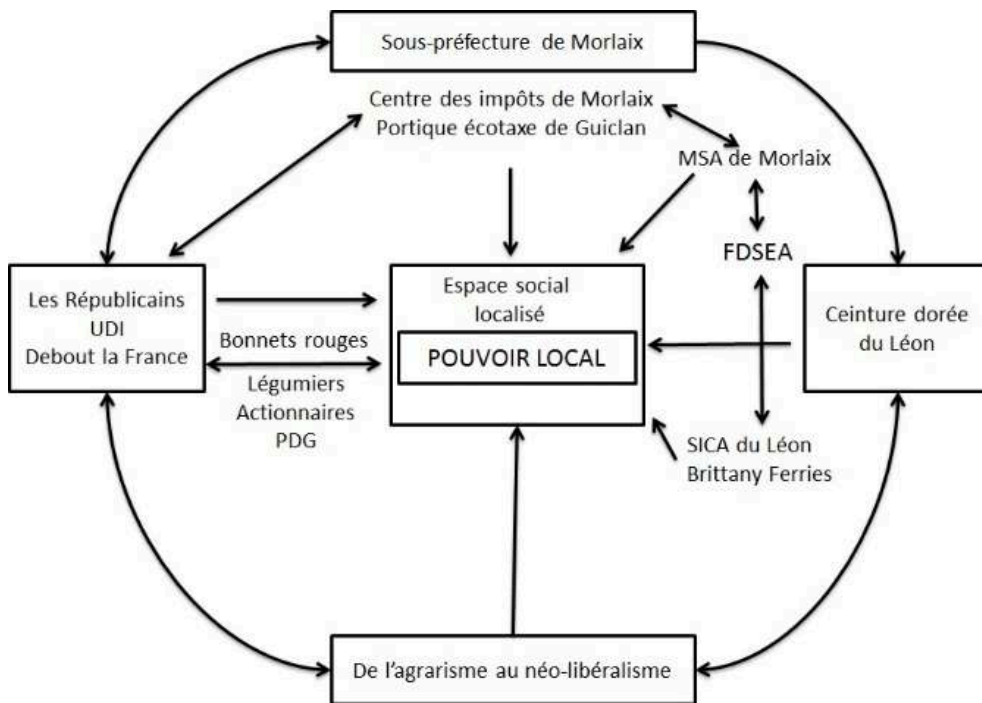 Sous-préfecture de Morlaix
Centre des impôts de Morlaix
Portique écotaxe de Guiclan
MSA de Morlaix
FDSEA
Les Républicains
UDI
Debout la France
Bonnets rouges
Légumiers
Actionnaires
PDG
Espace social
localisé
POUVOIR LOCAL
Ceinture dorée
du Léon
SICA du Léon
Brittany Ferries
De l'agrarisme au néo-libéralisme